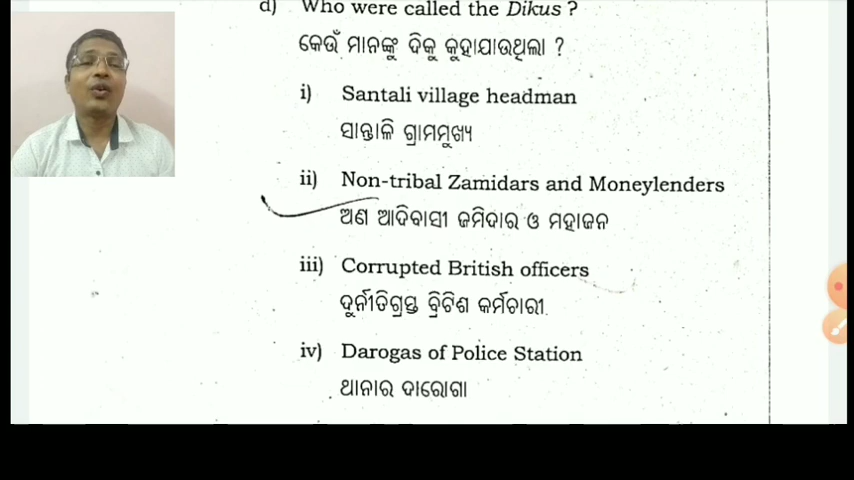 d) Who were called the Dikus ?
କେଉଁ ମାନଙ୍କୁ ଦିକୁ କୁହାଯାଉଥିଲା ?
i) Santali village headman
ସାନ୍ତାଳି ଗ୍ରାମମୁଖ୍ୟ
ii) Non-tribal Zamidars and Moneylenders
ଅଣ ଆଦିବାସୀ ଜମିଦାର ଓ ମହାଜନ
iii) Corrupted British officers
ଦୁର୍ନୀତିଗ୍ରସ୍ତ ବ୍ରିଟିଶ କର୍ମଚାରୀ
iv) Darogas of Police Station
ଥାନାର ଦାରୋଗା